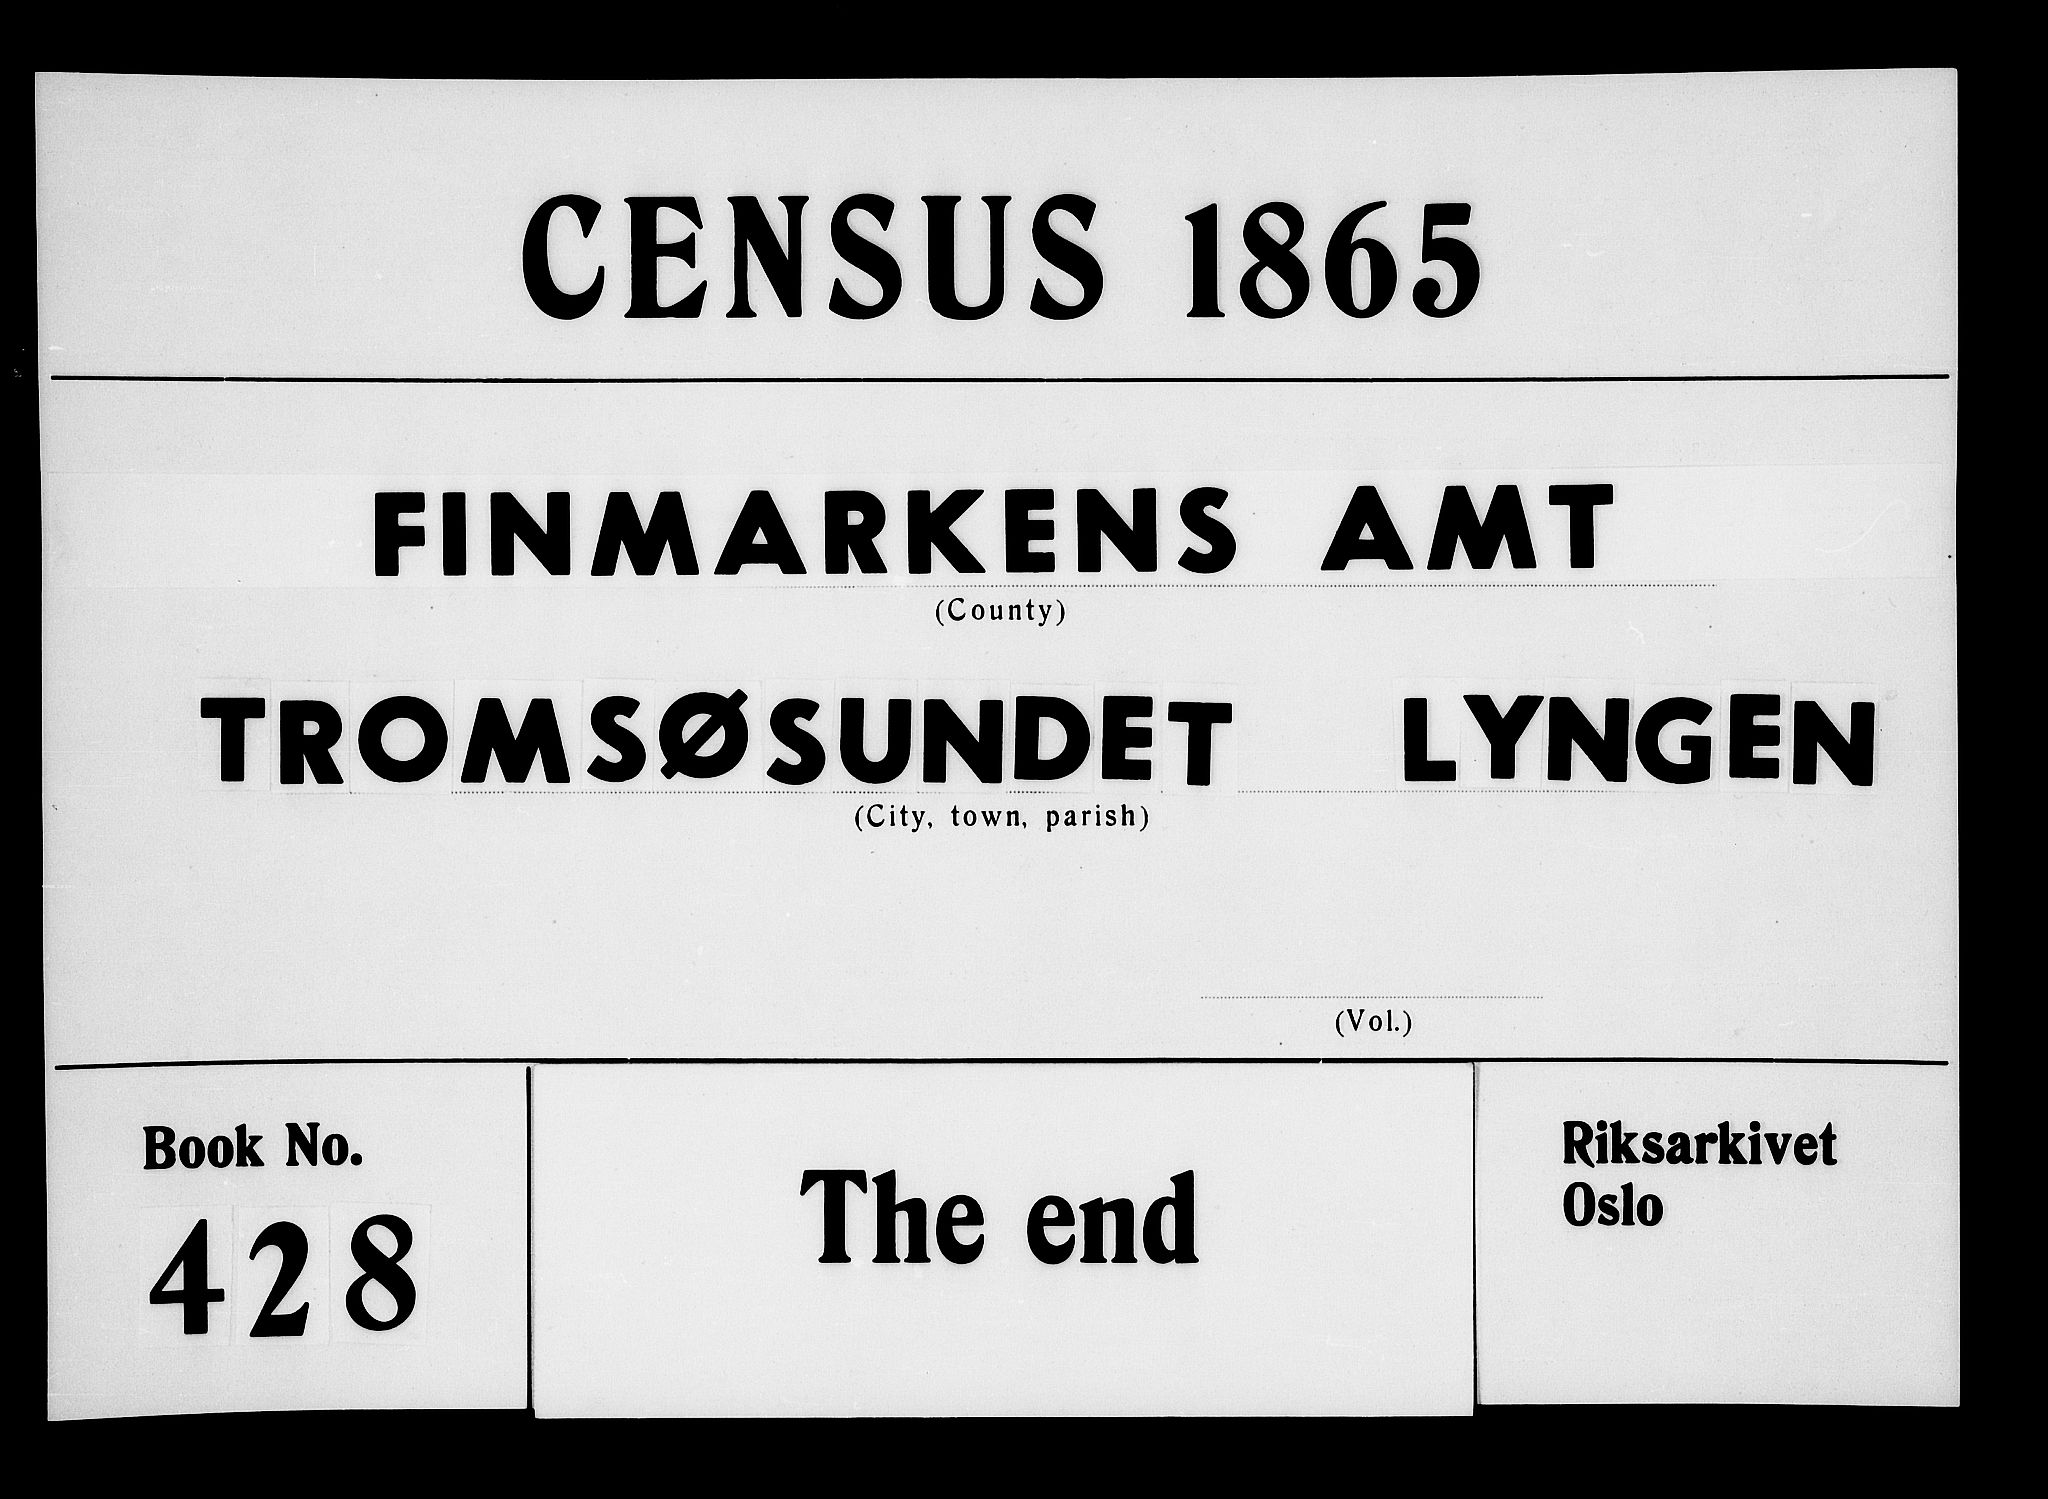 CENSUS 1865
FINMARKENS AMT
(County)
TROMSØSUNDET LYNGEN
(City, town, parish)
(Vol.)
Book No.
428
The end
Riksarkivet
Oslo